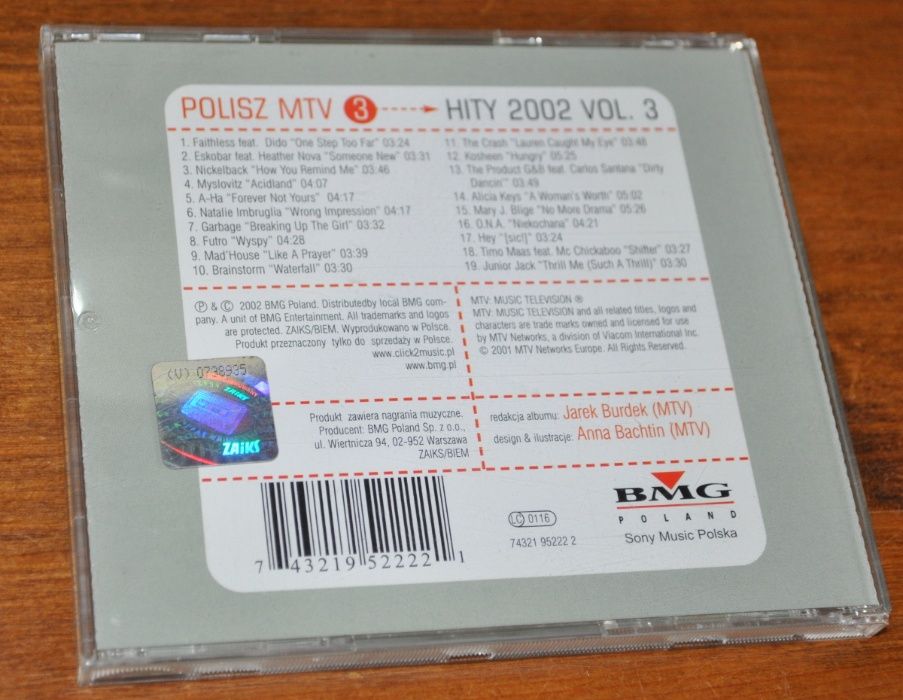 POLISZ MTV 3 HITY 2002 VOL. 3
1. Faithless feat. Dido "One Step Too Far" 03:24
2. Eskobar feat. Heather Nova "Someone New" 03:31
3. Nickelback "How You Remind Me" 03:46
4. Myslovitz "Acidland" 04:07
5. A-Ha "Forever Not Yours" 04:17
6. Natalie Imbruglia "Wrong Impression" 04:17
7. Garbage "Breaking Up The Girl" 03:32
8. Futro "Wyspy" 04:28
9. Mad'House "Like A Prayer" 03:39
10. Brainstorm "Waterfall" 03:30
11. The Crash "Lauren Caught My Eye" 03:48
12. Kosheen "Hungry" 05:25
13. The Product G&B feat. Carlos Santana "Dirty
Dancin" 03:49
14. Alicia Keys "A Woman's Worth" 05:02
15. Mary J. Blige "No More Drama" 05:26
16. O.N.A. "Niekochana" 04:21
17. Hey "[sic!]" 03:24
18. Timo Maas feat. Mc Chickaboo "Shifter" 03:27
19. Junior Jack "Thrill Me (Such A Thrill)" 03:30
℗ & © 2002 BMG Poland. Distributedby local BMG com-
pany. A unit of BMG Entertainment. All trademarks and logos
are protected. ZAIKS/BIEM. Wyprodukowano w Polsce.
Produkt przeznaczony tylko do sprzedaży w Polsce.
www.click2music.pl
www.bmg.pl
MTV: MUSIC TELEVISION ®
MTV: MUSIC TELEVISION and all related titles, logos and
characters are trade marks owned and licensed for use
by MTV Networks, a division of Viacom International Inc.
© 2001 MTV Networks Europe. All Rights Reserved.
(V) 0738935
ZAIKS
ZAiKS
Produkt zawiera nagrania muzyczne.
Producent: BMG Poland Sp. z o.o.,
ul. Wiertnicza 94, 02-952 Warszawa
ZAIKS/BIEM
redakcja albumu: Jarek Burdek (MTV)
design & ilustracje: Anna Bachtin (MTV)
7 43219 52222 1
LC 0116
74321 95222 2
BMG
POLAND
Sony Music Polska